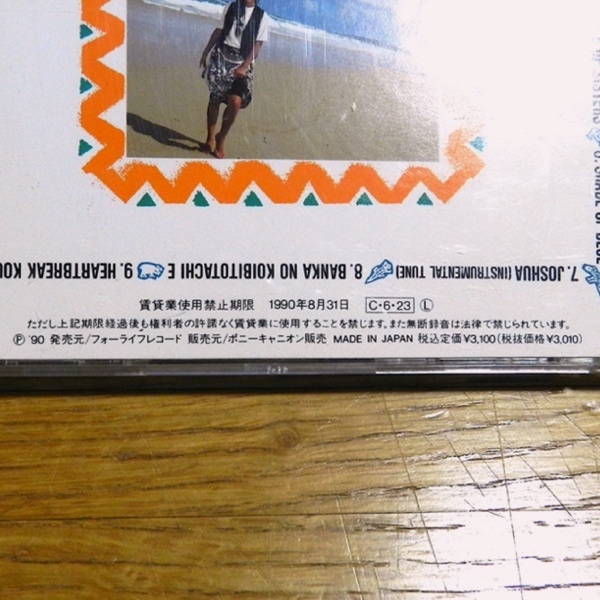 7. JOSHUA (INSTRUMENTAL TUNE) 8. BANKA NO KOIBITOTACHI E 9. HEARTBREAK
賃貸業使用禁止期限 1990年8月31日 C・6・23 Ⓛ
ただし上記期限経過後も権利者の許諾なく賃貸業に使用することを禁じます。また無断録音は法律で禁じられています。
Ⓟ '90 発売元/フォーライフレコード 販売元/ポニーキャニオン販売 MADE IN JAPAN 税込定価¥3,100(税抜価格¥3,010)